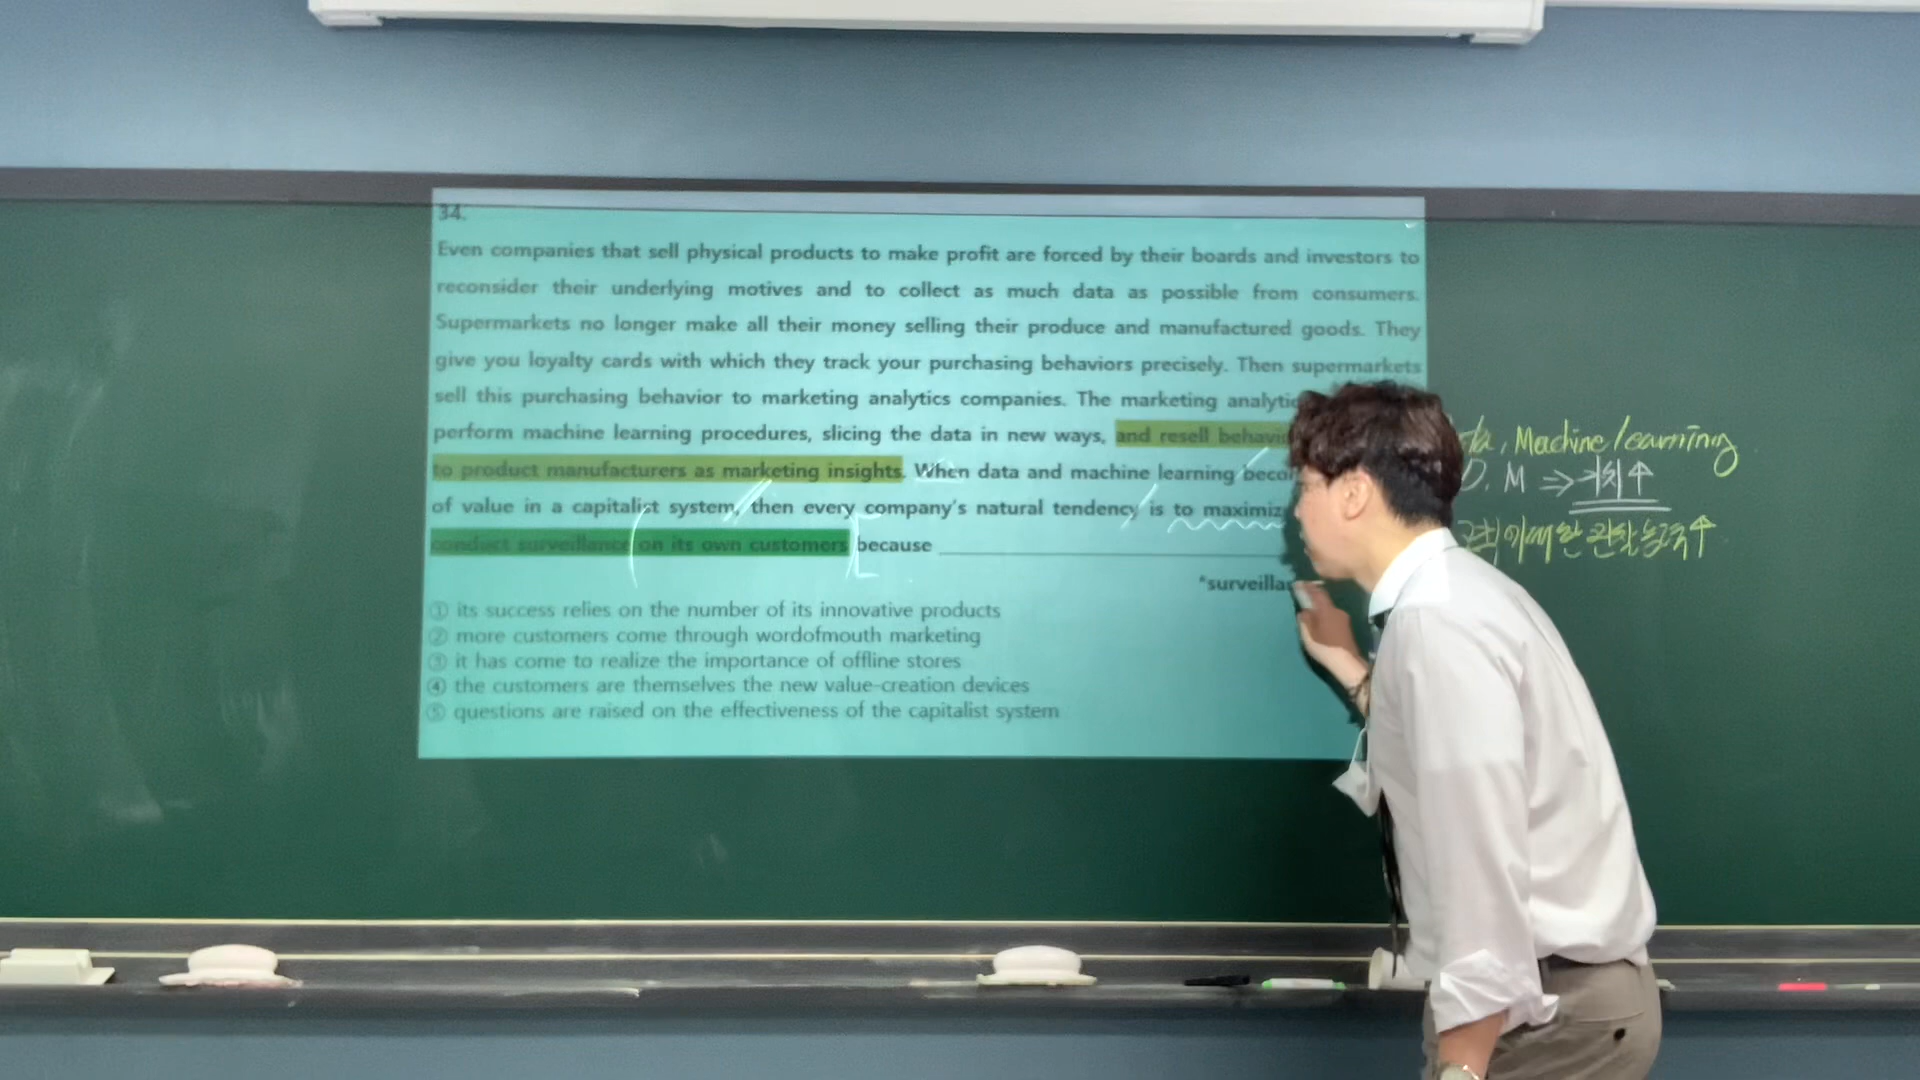 34.
Even companies that sell physical products to make profit are forced by their boards and investors to
reconsider their underlying motives and to collect as much data as possible from consumers.
Supermarkets no longer make all their money selling their produce and manufactured goods. They
give you loyalty cards with which they track your purchasing behaviors precisely. Then supermarkets
sell this purchasing behavior to marketing analytics companies. The marketing
perform machine learning procedures, slicing the data in new ways, and resell
to product manufacturers as marketing insights. When data and machine learning
of value in a capitalist system, then every company's natural tendency is to
conduct surveillance on its own customers because
① its success relies on the number of its innovative products
② more customers come through wordofmouth marketing
③ it has come to realize the importance of offline stores
④ the customers are themselves the new value-creation devices
⑤ questions are raised on the effectiveness of the capitalist system
, Machine learning
D. M ⇒ 가치 ↑